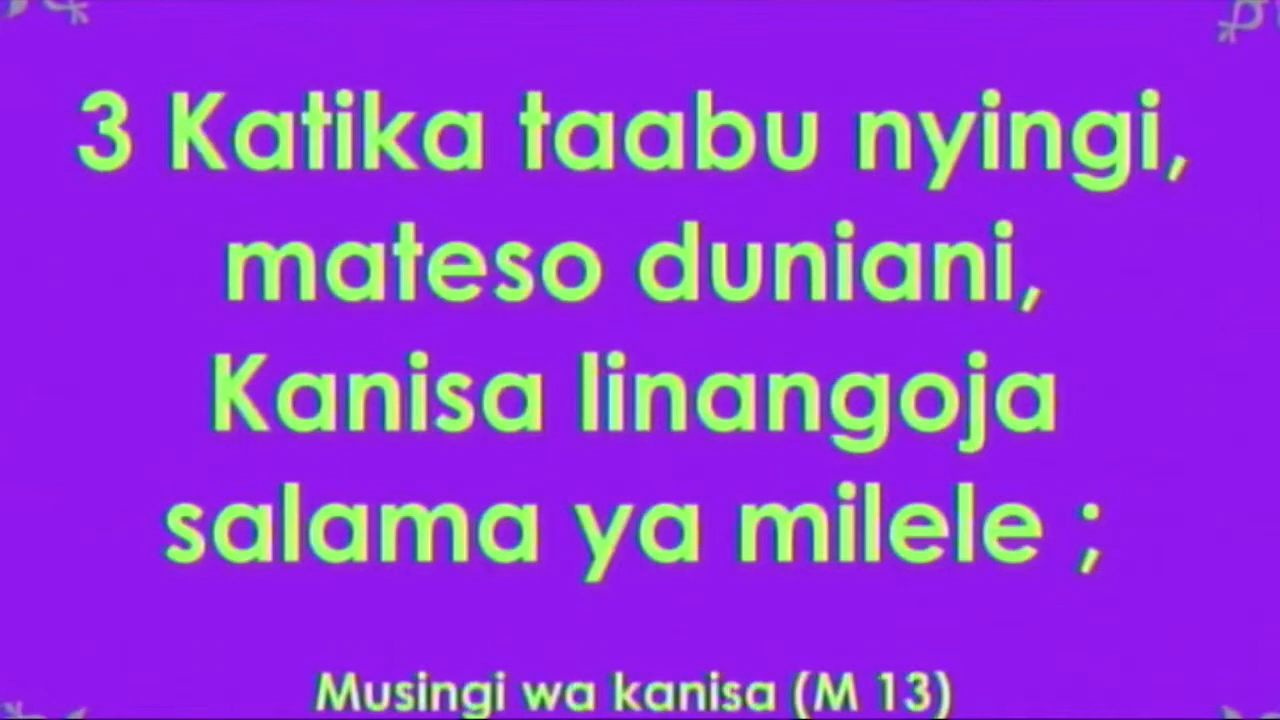 3 Katika taabu nyingi,
mateso duniani,
Kanisa linangoja
salama ya milele ;
Musingi wa kanisa (M 13)